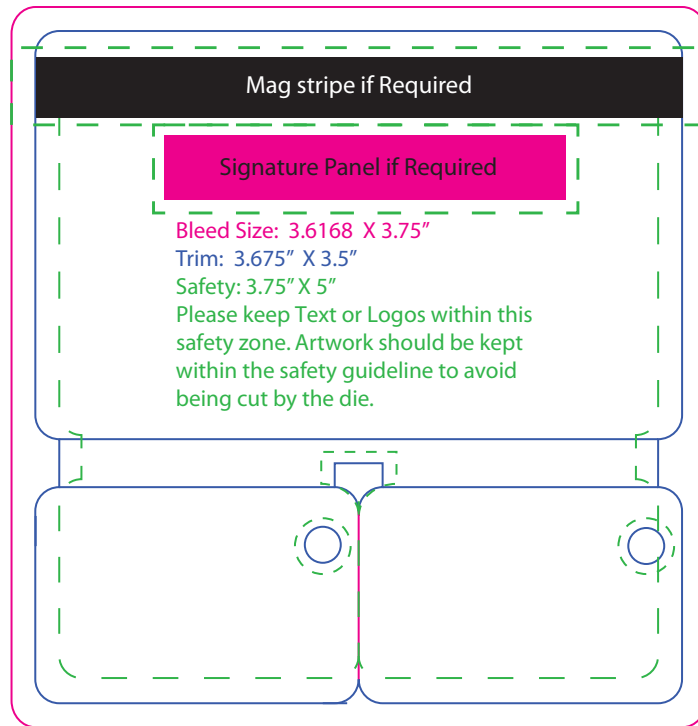 Mag stripe if Required
Signature Panel if Required
Bleed Size:  3.6168  X 3.75”
Trim:  3.675”  X 3.5”
Safety: 3.75” X 5”
Please keep Text or Logos within this
safety zone. Artwork should be kept
within the safety guideline to avoid
being cut by the die.